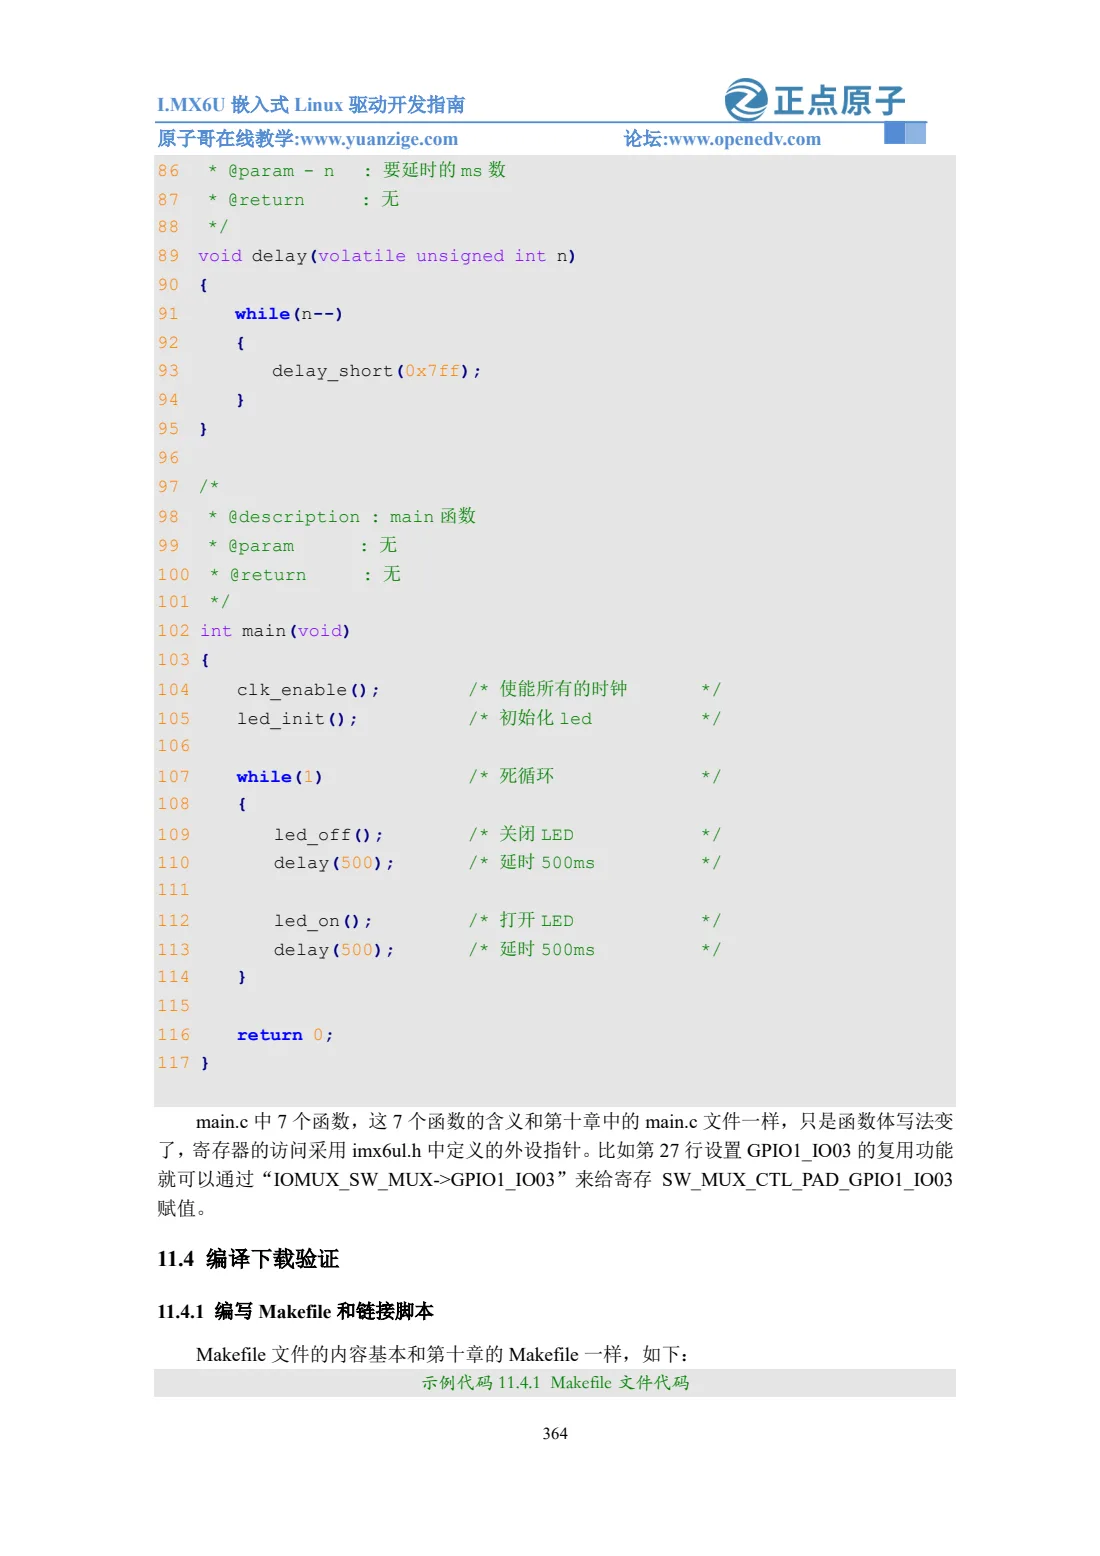 I.MX6U 嵌入式 Linux 驱动开发指南
正点原子
原子哥在线教学:www.yuanzige.com 论坛:www.openedv.com
86 * @param - n : 要延时的 ms 数
87 * @return : 无
88 */
89 void delay(volatile unsigned int n)
90 {
91 while(n--)
92 {
93 delay_short(0x7ff);
94 }
95 }
96
97 /*
98 * @description : main 函数
99 * @param : 无
100 * @return : 无
101 */
102 int main(void)
103 {
104 clk_enable(); /* 使能所有的时钟 */
105 led_init(); /* 初始化 led */
106
107 while(1) /* 死循环 */
108 {
109 led_off(); /* 关闭 LED */
110 delay(500); /* 延时 500ms */
111
112 led_on(); /* 打开 LED */
113 delay(500); /* 延时 500ms */
114 }
115
116 return 0;
117 }
main.c 中 7 个函数，这 7 个函数的含义和第十章中的 main.c 文件一样，只是函数体写法变
了，寄存器的访问采用 imx6ul.h 中定义的外设指针。比如第 27 行设置 GPIO1_IO03 的复用功能
就可以通过“IOMUX_SW_MUX->GPIO1_IO03”来给寄存 SW_MUX_CTL_PAD_GPIO1_IO03
赋值。
11.4 编译下载验证
11.4.1 编写 Makefile 和链接脚本
Makefile 文件的内容基本和第十章的 Makefile 一样，如下：
示例代码 11.4.1 Makefile 文件代码
364